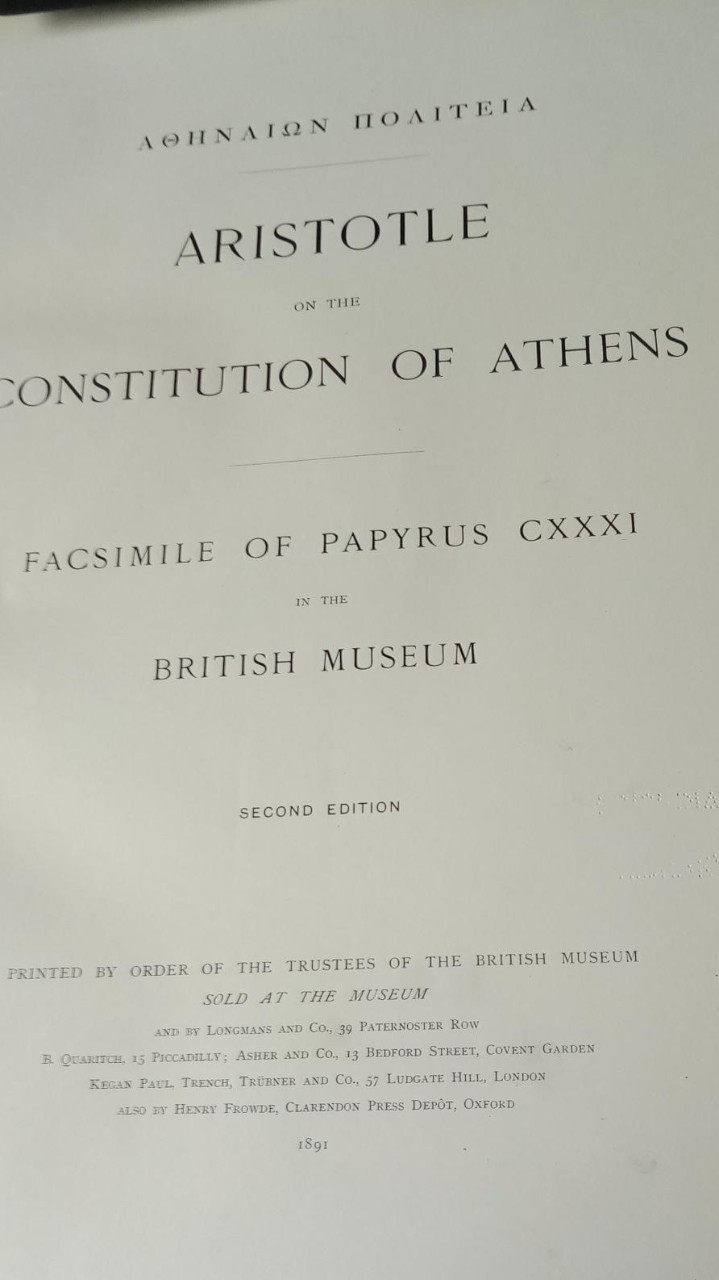 ΑΘΗΝΑΙΩΝ ΠΟΛΙΤΕΙΑ
ARISTOTLE
ON THE
CONSTITUTION OF ATHENS
FACSIMILE OF PAPYRUS CXXXI
IN THE
BRITISH MUSEUM
SECOND EDITION
PRINTED BY ORDER OF THE TRUSTEES OF THE BRITISH MUSEUM
SOLD AT THE MUSEUM
AND BY LONGMANS AND CO., 39 PATERNOSTER ROW
B. QUARITCH, 15 PICCADILLY; ASHER AND CO., 13 BEDFORD STREET, COVENT GARDEN
KEGAN PAUL, TRENCH, TRÜBNER AND CO., 57 LUDGATE HILL, LONDON
ALSO BY HENRY FROWDE, CLARENDON PRESS DEPÔT, OXFORD
1891